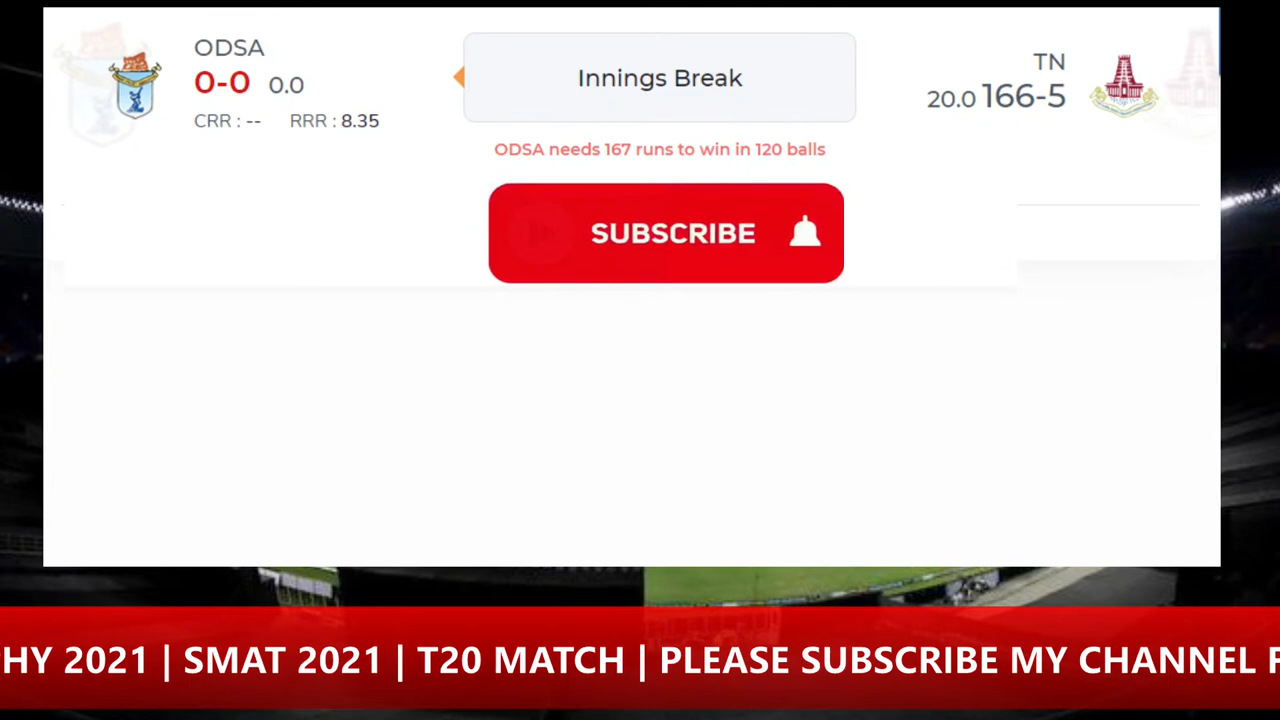 ODSA
0-0 0.0
CRR : -- RRR : 8.35
Innings Break
ODSA needs 167 runs to win in 120 balls
TN
20.0 166-5
SUBSCRIBE
HY 2021 | SMAT 2021 | T20 MATCH | PLEASE SUBSCRIBE MY CHANNEL F